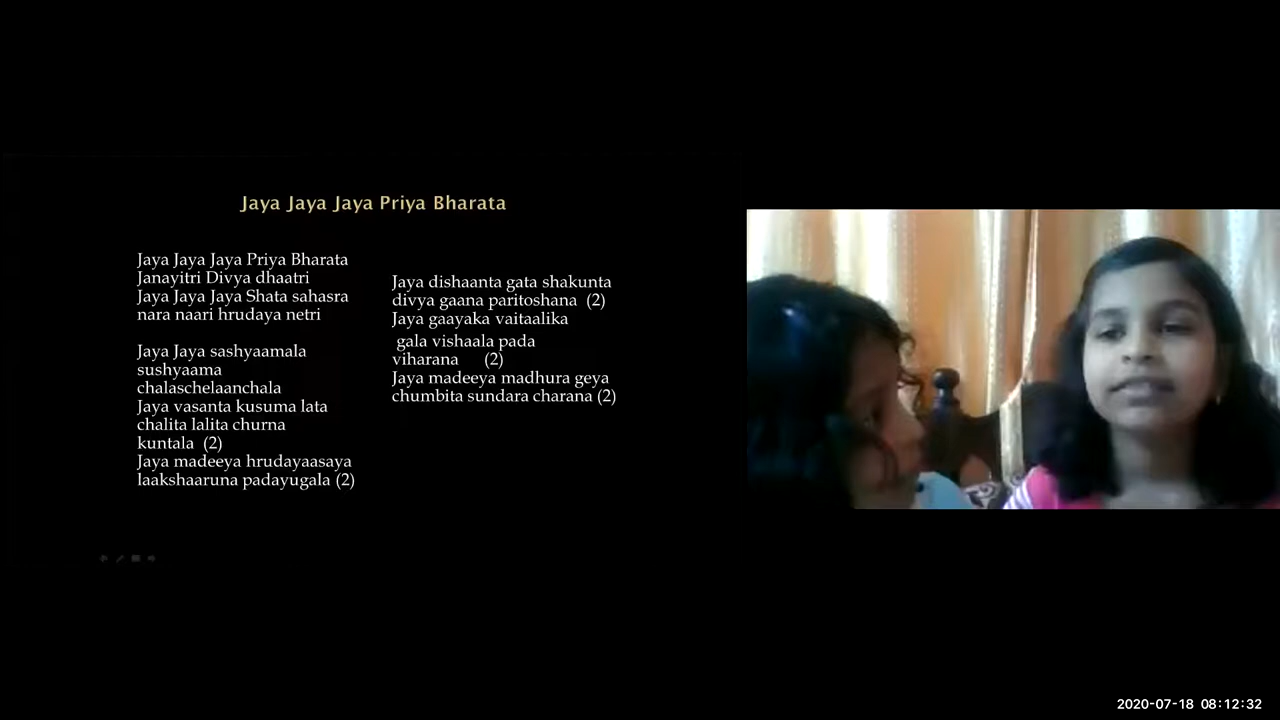 Jaya Jaya Jaya Priya Bharata
Jaya Jaya Jaya Priya Bharata
Janayitri Divya dhaatri
Jaya Jaya Jaya Shata sahasra
nara naari hrudaya netri
Jaya Jaya sashyaamala
sushyaama
chalaschelaanchala
Jaya vasanta kusuma lata
chalita lalita churna
kuntala (2)
Jaya madeeya hrudayaasaya
laakshaaruna padayugala (2)
Jaya dishaanta gata shakunta
divya gaana paritoshana (2)
Jaya gaayaka vaitaalika
gala vishaala pada
viharana (2)
Jaya madeeya madhura geya
chumbita sundara charana (2)
2020-07-18 08:12:32